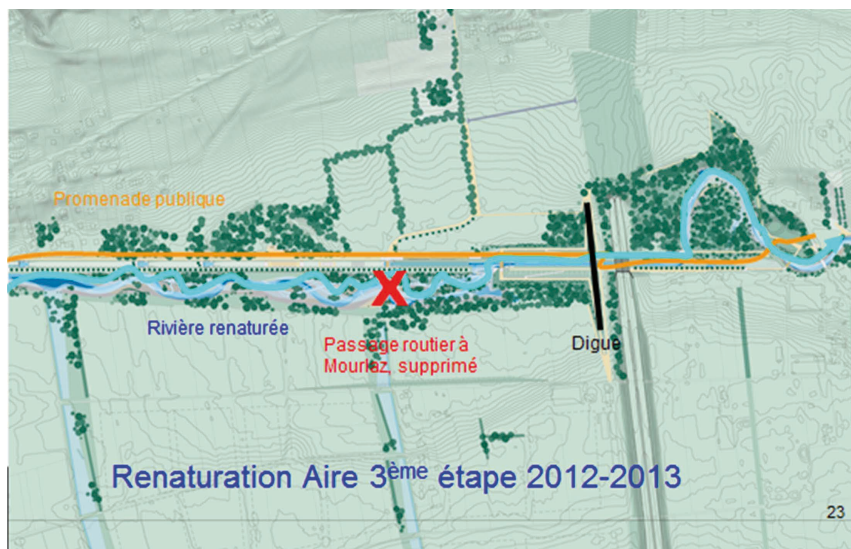 Promenade publique
Rivière renaturée
Passage routier à
Mourlaz, supprimé
Digue
Renaturation Aire 3ème étape 2012-2013
23